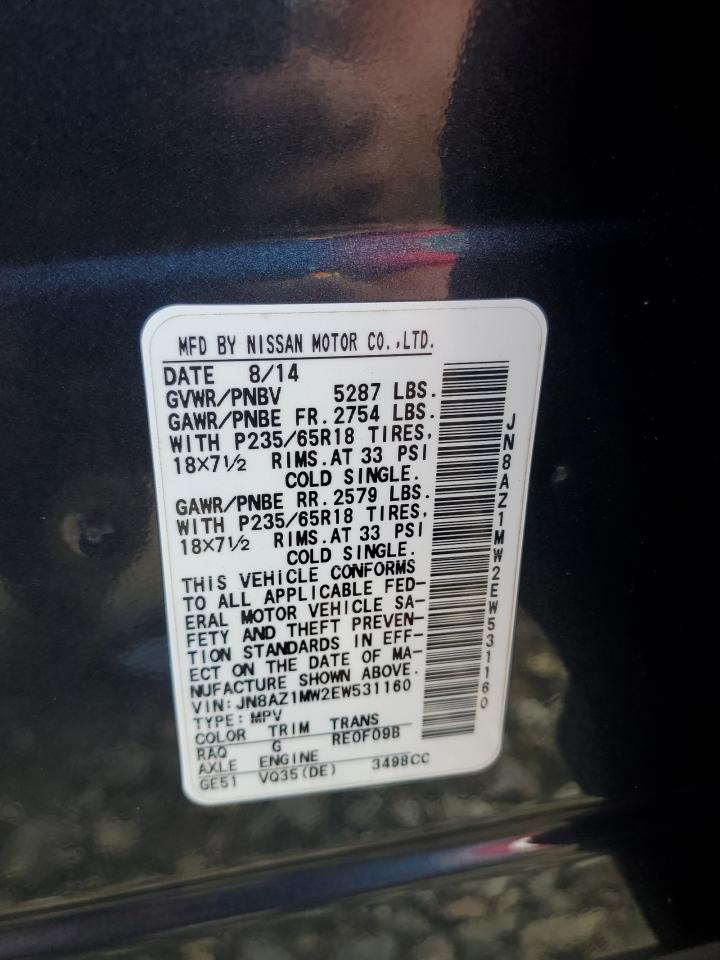 MFD BY NISSAN MOTOR CO.,LTD.
DATE 8/14
GVWR/PNBV 5287 LBS.
GAWR/PNBE FR. 2754 LBS.
WITH P235/65R18 TIRES,
18×7½ RIMS. AT 33 PSI
COLD SINGLE.
GAWR/PNBE RR. 2579 LBS.
WITH P235/65R18 TIRES,
18×7½ RIMS. AT 33 PSI
COLD SINGLE.
THIS VEHICLE CONFORMS
TO ALL APPLICABLE FED–
ERAL MOTOR VEHICLE SA–
FETY AND THEFT PREVEN–
TION STANDARDS IN EFF–
ECT ON THE DATE OF MA–
NUFACTURE SHOWN ABOVE.
VIN: JN8AZ1MW2EW531160
TYPE: MPV
COLOR TRIM TRANS
RAQ G RE0F09B
AXLE ENGINE
GE51 VQ35(DE) 3498CC
JN8AZ1MW2EW531160